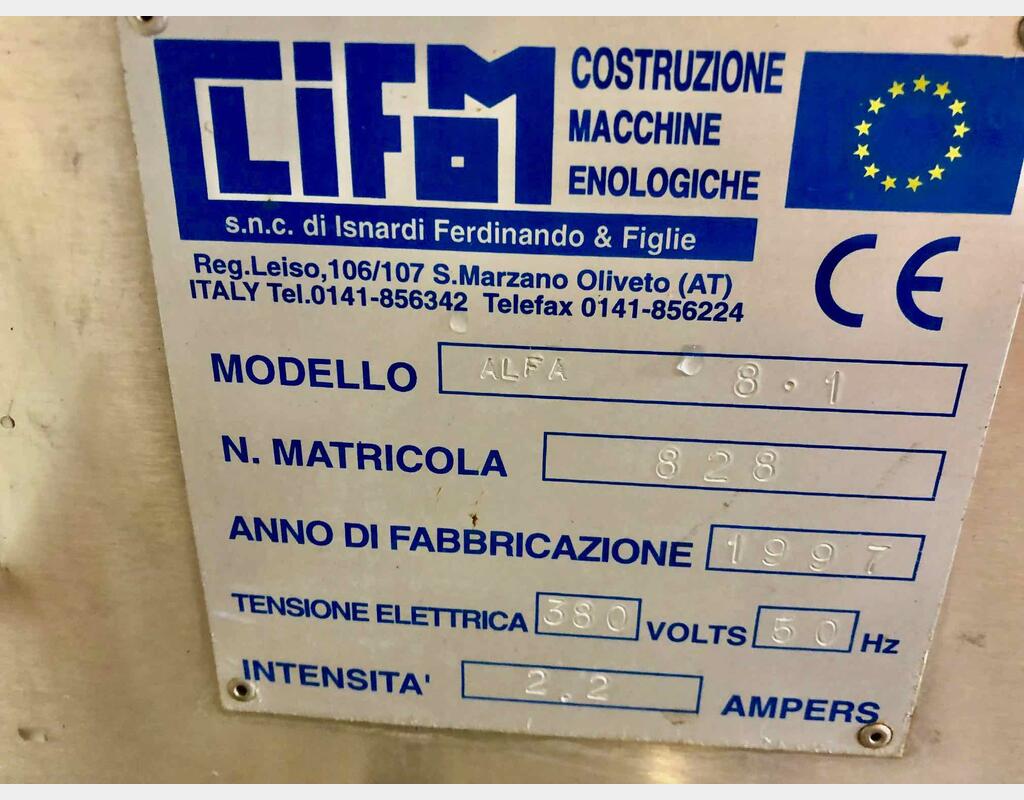 CLIFOM
COSTRUZIONE
MACCHINE
ENOLOGICHE
s.n.c. di Isnardi Ferdinando & Figlie
Reg.Leiso,106/107 S.Marzano Oliveto (AT)
ITALY Tel.0141-856342 Telefax 0141-856224
CE
MODELLO ALFA 8.1
N. MATRICOLA 828
ANNO DI FABBRICAZIONE 1997
TENSIONE ELETTRICA 380 VOLTS 50 Hz
INTENSITA' 2.2 AMPERS